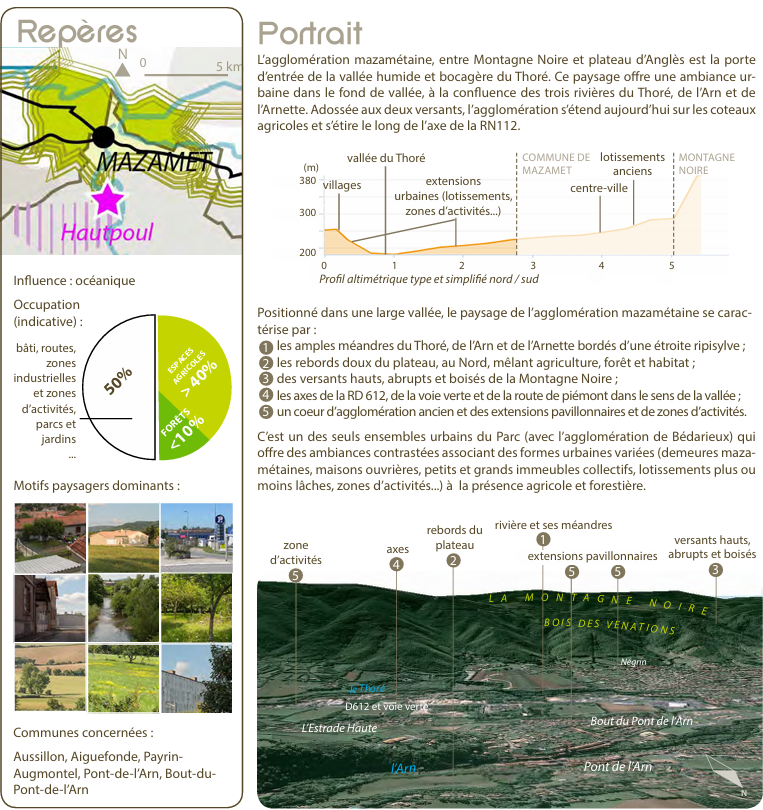 Repères
N
0
5 km
MAZAMET
Hautpoul
Influence : océanique
Occupation
(indicative) :
bâti, routes,
zones
industrielles
et zones
d'activités,
parcs et
jardins
...
50%
ESPACES
AGRICOLES
> 40%
FORÊTS
<10%
Motifs paysagers dominants :
Communes concernées :
Aussillon, Aiguefonde, Payrin-
Augmontel, Pont-de-l'Arn, Bout-du-
Pont-de-l'Arn
Portrait
L'agglomération mazamétaine, entre Montagne Noire et plateau d'Anglès est la porte
d'entrée de la vallée humide et bocagère du Thoré. Ce paysage offre une ambiance ur-
baine dans le fond de vallée, à la confluence des trois rivières du Thoré, de l'Arn et de
l'Arnette. Adossée aux deux versants, l'agglomération s'étend aujourd'hui sur les coteaux
agricoles et s'étire le long de l'axe de la RN112.
(m)
380
300
200
villages
vallée du Thoré
extensions
urbaines (lotissements,
zones d'activités...)
COMMUNE DE
MAZAMET
centre-ville
lotissements
anciens
MONTAGNE
NOIRE
0 1 2 3 4 5
Profil altimétrique type et simplifié nord / sud
Positionné dans une large vallée, le paysage de l'agglomération mazamétaine se carac-
térise par :
1 les amples méandres du Thoré, de l'Arn et de l'Arnette bordés d'une étroite ripisylve ;
2 les rebords doux du plateau, au Nord, mêlant agriculture, forêt et habitat ;
3 des versants hauts, abrupts et boisés de la Montagne Noire ;
4 les axes de la RD 612, de la voie verte et de la route de piémont dans le sens de la vallée ;
5 un coeur d'agglomération ancien et des extensions pavillonnaires et de zones d'activités.
C'est un des seuls ensembles urbains du Parc (avec l'agglomération de Bédarieux) qui
offre des ambiances contrastées associant des formes urbaines variées (demeures maza-
métaines, maisons ouvrières, petits et grands immeubles collectifs, lotissements plus ou
moins lâches, zones d'activités...) à la présence agricole et forestière.
zone
d'activités
5
axes
4
rebords du
plateau
2
rivière et ses méandres
1
extensions pavillonnaires
5 5
versants hauts,
abrupts et boisés
3
LA MONTAGNE NOIRE
BOIS DES VÉNATIONS
Négrin
le Thoré
D612 et voie verte
L'Estrade Haute
Bout du Pont de l'Arn
l'Arn
Pont de l'Arn
N